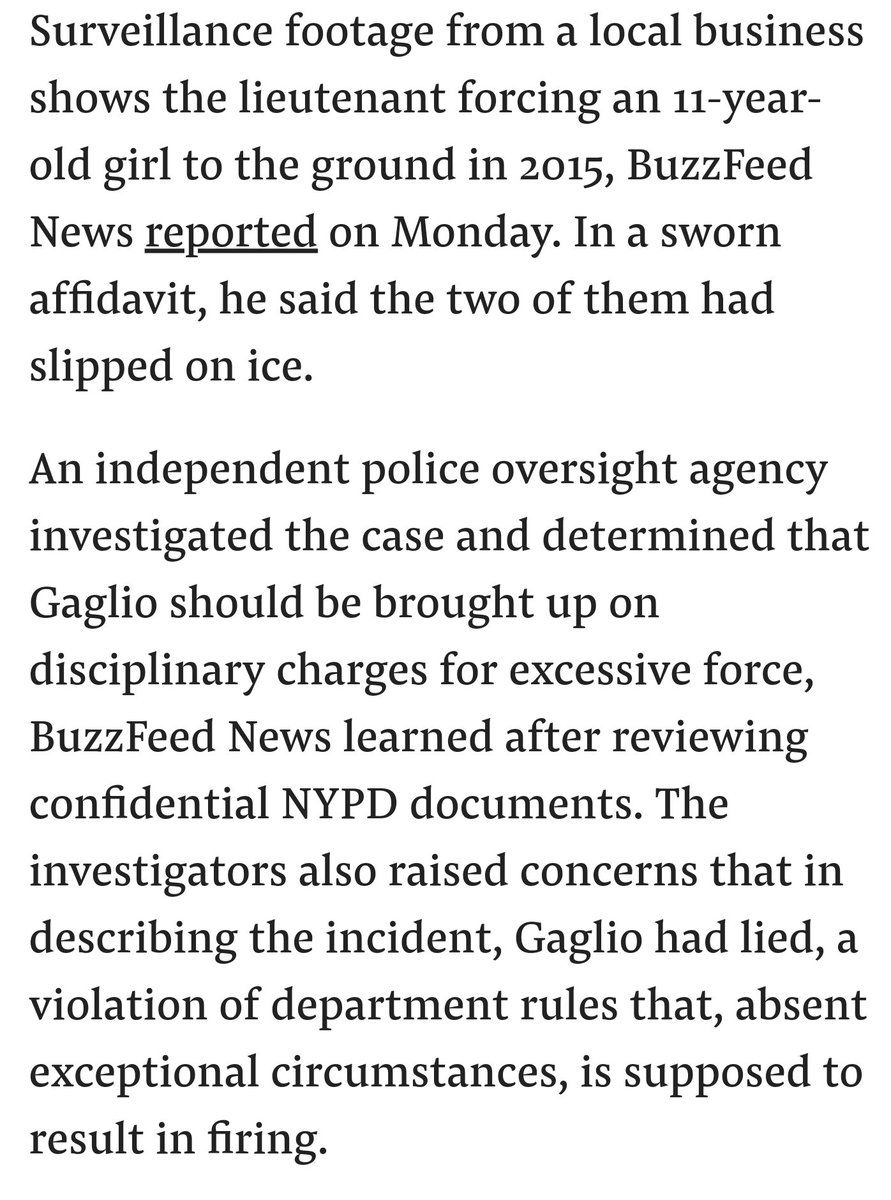 Surveillance footage from a local business
shows the lieutenant forcing an 11-year-
old girl to the ground in 2015, BuzzFeed
News reported on Monday. In a sworn
affidavit, he said the two of them had
slipped on ice.
An independent police oversight agency
investigated the case and determined that
Gaglio should be brought up on
disciplinary charges for excessive force,
BuzzFeed News learned after reviewing
confidential NYPD documents. The
investigators also raised concerns that in
describing the incident, Gaglio had lied, a
violation of department rules that, absent
exceptional circumstances, is supposed to
result in firing.